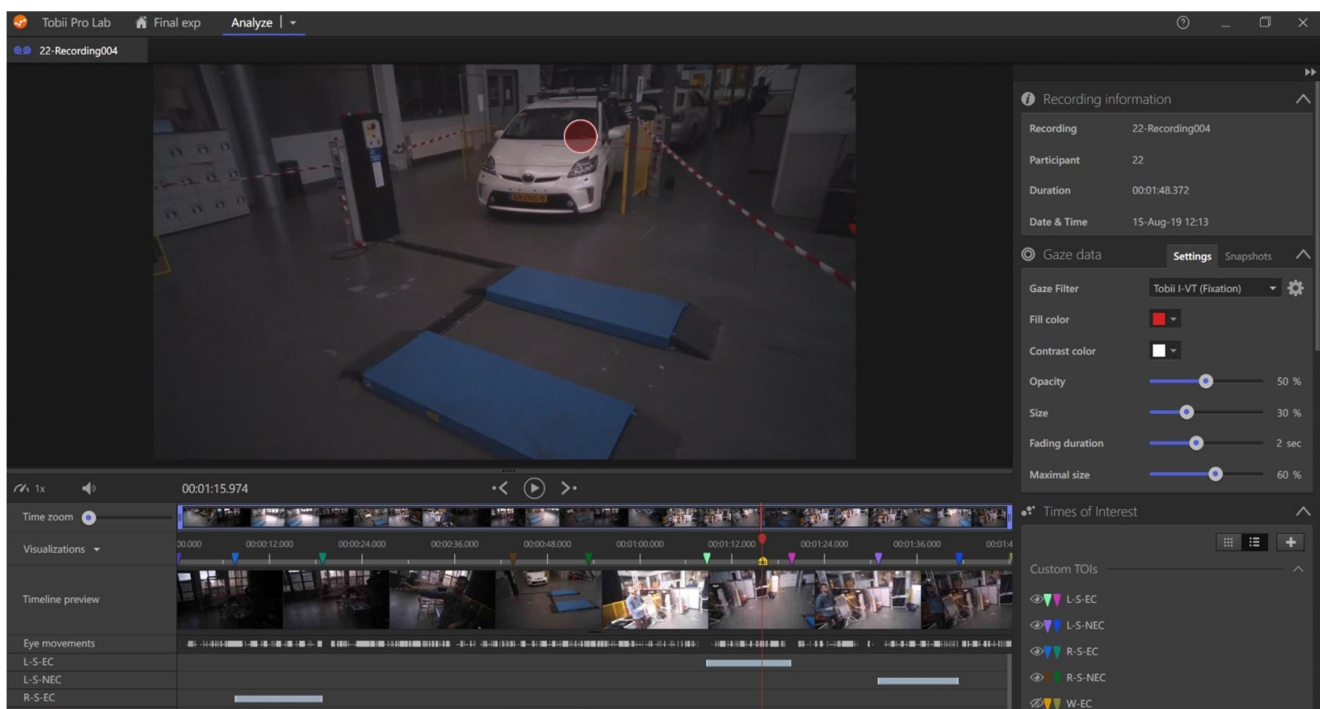 Tobii Pro Lab Final exp Analyze
22-Recording004
Recording information
Recording 22-Recording004
Participant 22
Duration 00:01:48.372
Date & Time 15-Aug-19 12:13
Gaze data Settings Snapshots
Gaze Filter Tobii I-VT (Fixation)
Fill color
Contrast color
Opacity 50 %
Size 30 %
Fading duration 2 sec
Maximal size 60 %
1x 00:01:15.974
Time zoom
Visualizations 00.000 00:00:12.000 00:00:24.000 00:00:36.000 00:00:48.000 00:01:00.000 00:01:12.000 00:01:24.000 00:01:36.000 00:01:4
Timeline preview
Eye movements
L-S-EC
L-S-NEC
R-S-EC
Times of Interest
Custom TOIs
L-S-EC
L-S-NEC
R-S-EC
R-S-NEC
W-EC